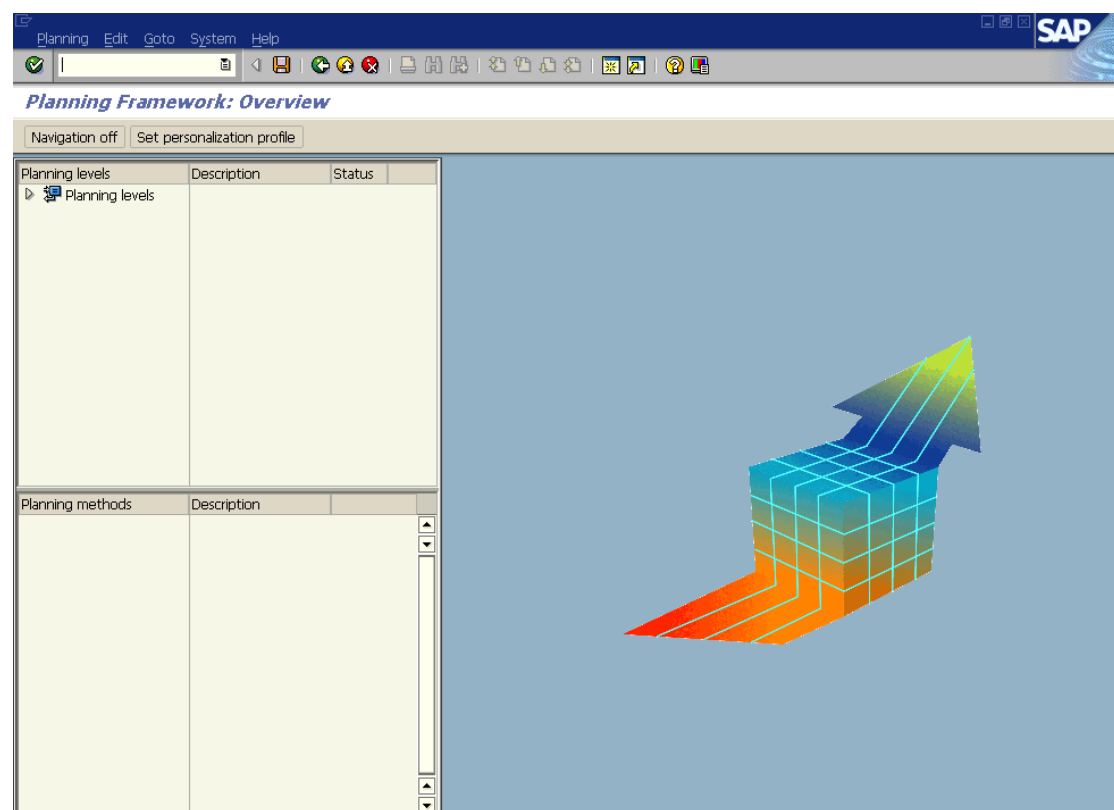 SAP
Planning Edit Goto System Help
Planning Framework: Overview
Navigation off Set personalization profile
Planning levels Description Status
Planning levels
Planning methods Description